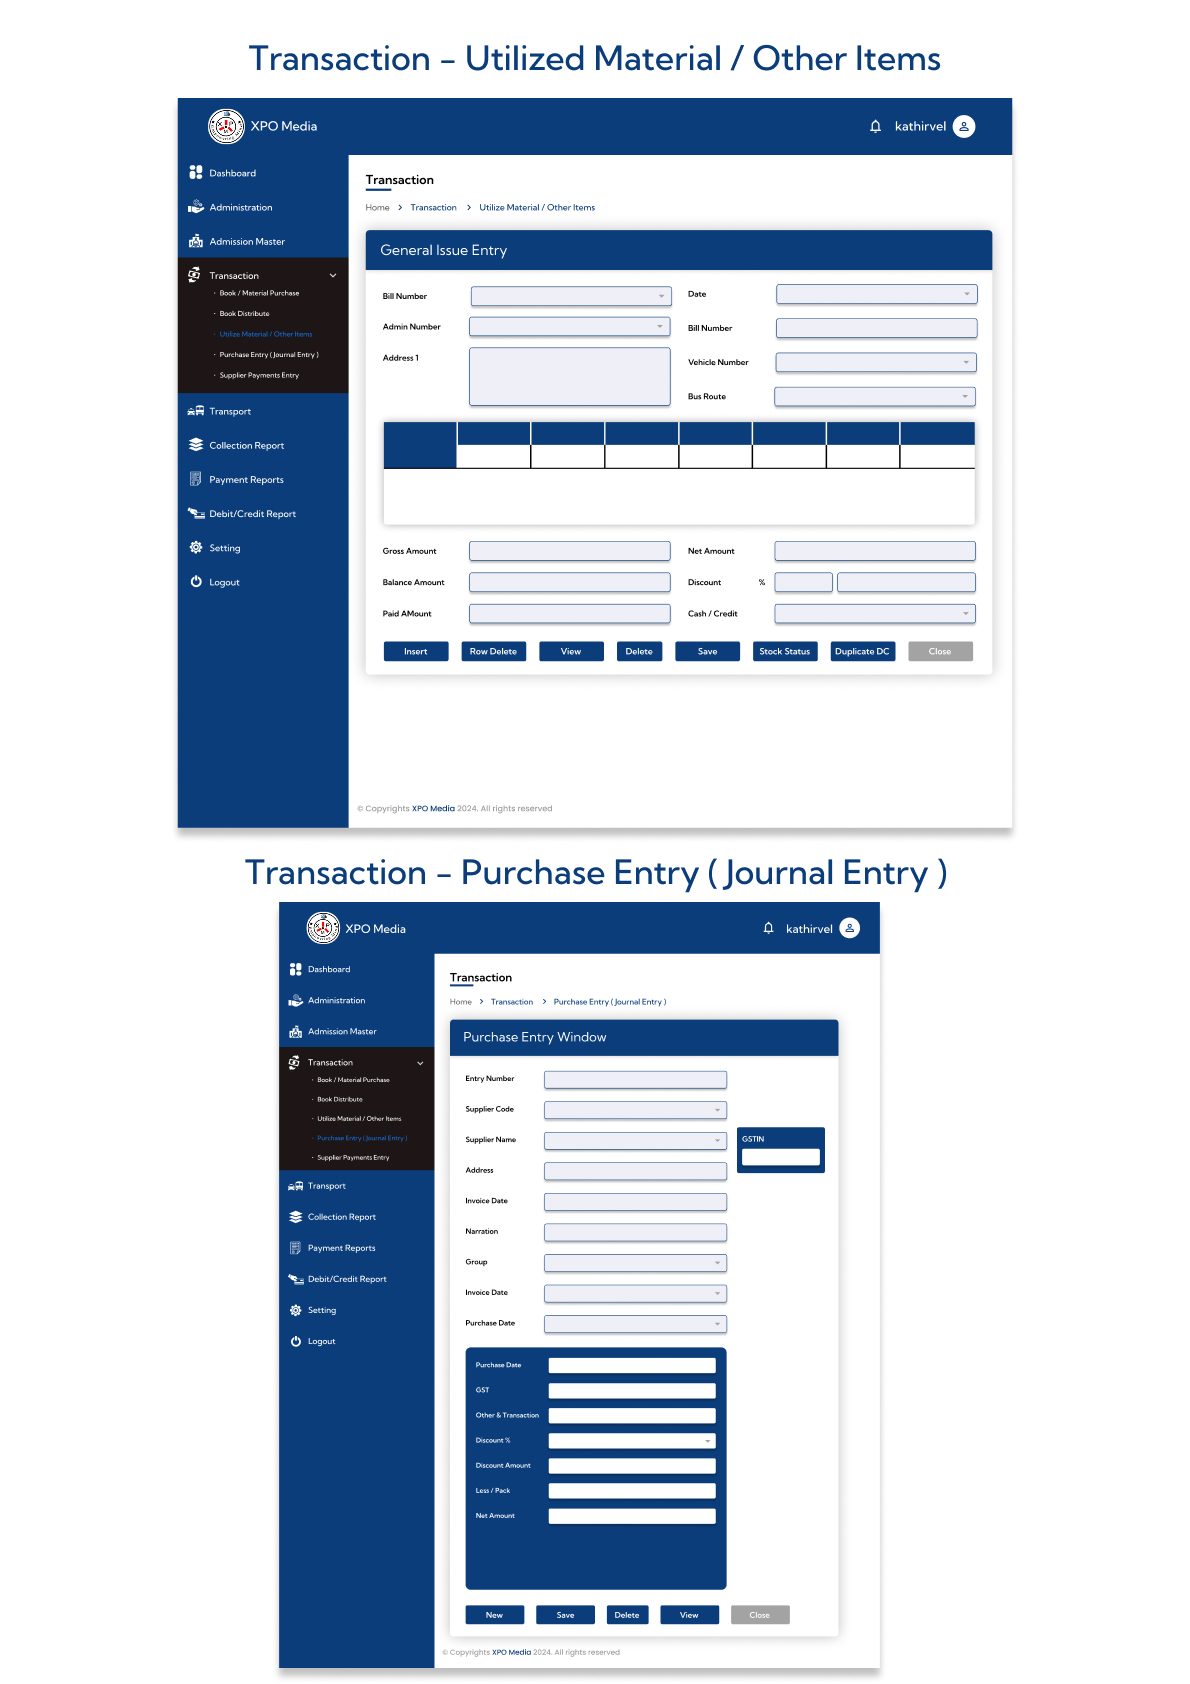 Transaction - Utilized Material / Other Items
XPO Media
kathirvel
Dashboard
Administration
Admission Master
Transaction
· Book / Material Purchase
· Book Distribute
· Utilize Material / Other Items
· Purchase Entry ( Journal Entry )
· Supplier Payments Entry
Transport
Collection Report
Payment Reports
Debit/Credit Report
Setting
Logout
Transaction
Home > Transaction > Utilize Material / Other Items
General Issue Entry
Bill Number
Date
Admin Number
Bill Number
Address 1
Vehicle Number
Bus Route
Gross Amount
Net Amount
Balance Amount
Discount %
Paid AMount
Cash / Credit
Insert Row Delete View Delete Save Stock Status Duplicate DC Close
© Copyrights XPO Media 2024. All rights reserved
Transaction - Purchase Entry ( Journal Entry )
XPO Media
kathirvel
Dashboard
Administration
Admission Master
Transaction
· Book / Material Purchase
· Book Distribute
· Utilize Material / Other Items
· Purchase Entry ( Journal Entry )
· Supplier Payments Entry
Transport
Collection Report
Payment Reports
Debit/Credit Report
Setting
Logout
Transaction
Home > Transaction > Purchase Entry ( Journal Entry )
Purchase Entry Window
Entry Number
Supplier Code
Supplier Name
GSTIN
Address
Invoice Date
Narration
Group
Invoice Date
Purchase Date
Purchase Date
GST
Other & Transaction
Discount %
Discount Amount
Less / Pack
Net Amount
New Save Delete View Close
© Copyrights XPO Media 2024. All rights reserved